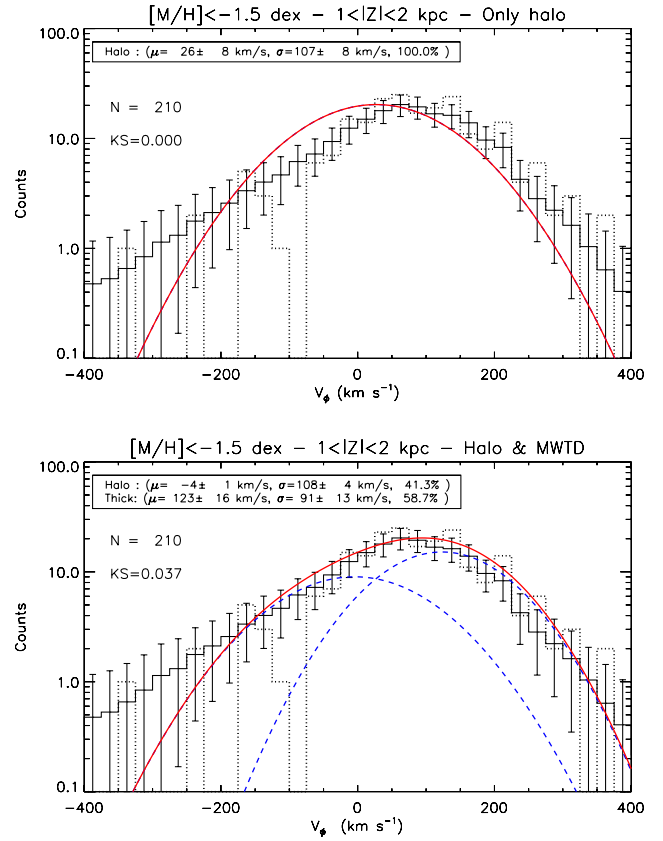 [M/H]<-1.5 dex - 1<|Z|<2 kpc - Only halo
Halo : (μ= 26± 8 km/s, σ=107± 8 km/s, 100.0% )
N = 210
KS=0.000
100.0
10.0
1.0
0.1
Counts
-400 -200 0 200 400
Vϕ (km s⁻¹)
[M/H]<-1.5 dex - 1<|Z|<2 kpc - Halo & MWTD
Halo : (μ= -4± 1 km/s, σ=108± 4 km/s, 41.3% )
Thick: (μ= 123± 16 km/s, σ= 91± 13 km/s, 58.7% )
N = 210
KS=0.037
100.0
10.0
1.0
0.1
Counts
-400 -200 0 200 400
Vϕ (km s⁻¹)